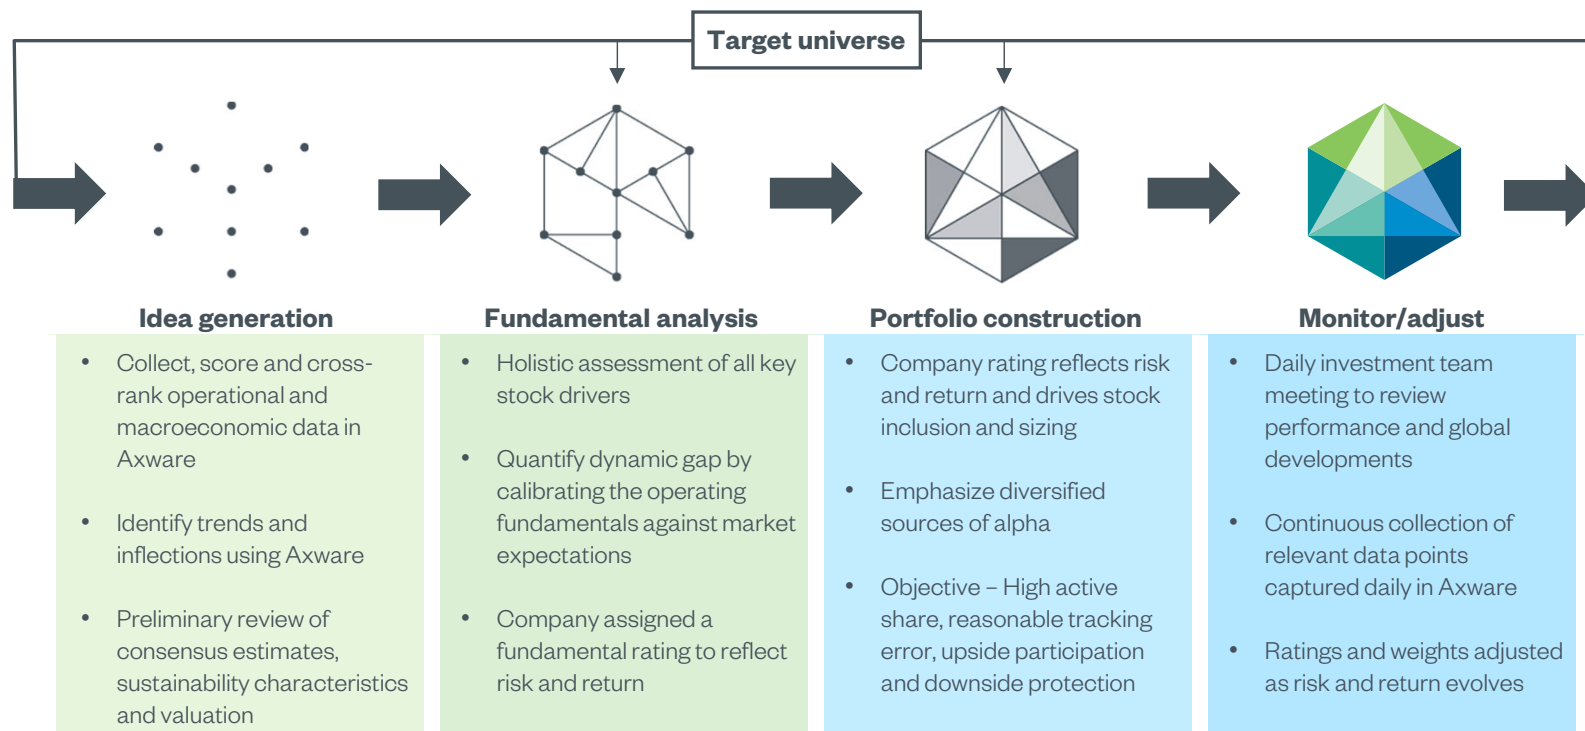 Target universe
Idea generation
• Collect, score and cross-
rank operational and
macroeconomic data in
Axware
• Identify trends and
inflections using Axware
• Preliminary review of
consensus estimates,
sustainability characteristics
and valuation
Fundamental analysis
• Holistic assessment of all key
stock drivers
• Quantify dynamic gap by
calibrating the operating
fundamentals against market
expectations
• Company assigned a
fundamental rating to reflect
risk and return
Portfolio construction
• Company rating reflects risk
and return and drives stock
inclusion and sizing
• Emphasize diversified
sources of alpha
• Objective – High active
share, reasonable tracking
error, upside participation
and downside protection
Monitor/adjust
• Daily investment team
meeting to review
performance and global
developments
• Continuous collection of
relevant data points
captured daily in Axware
• Ratings and weights adjusted
as risk and return evolves